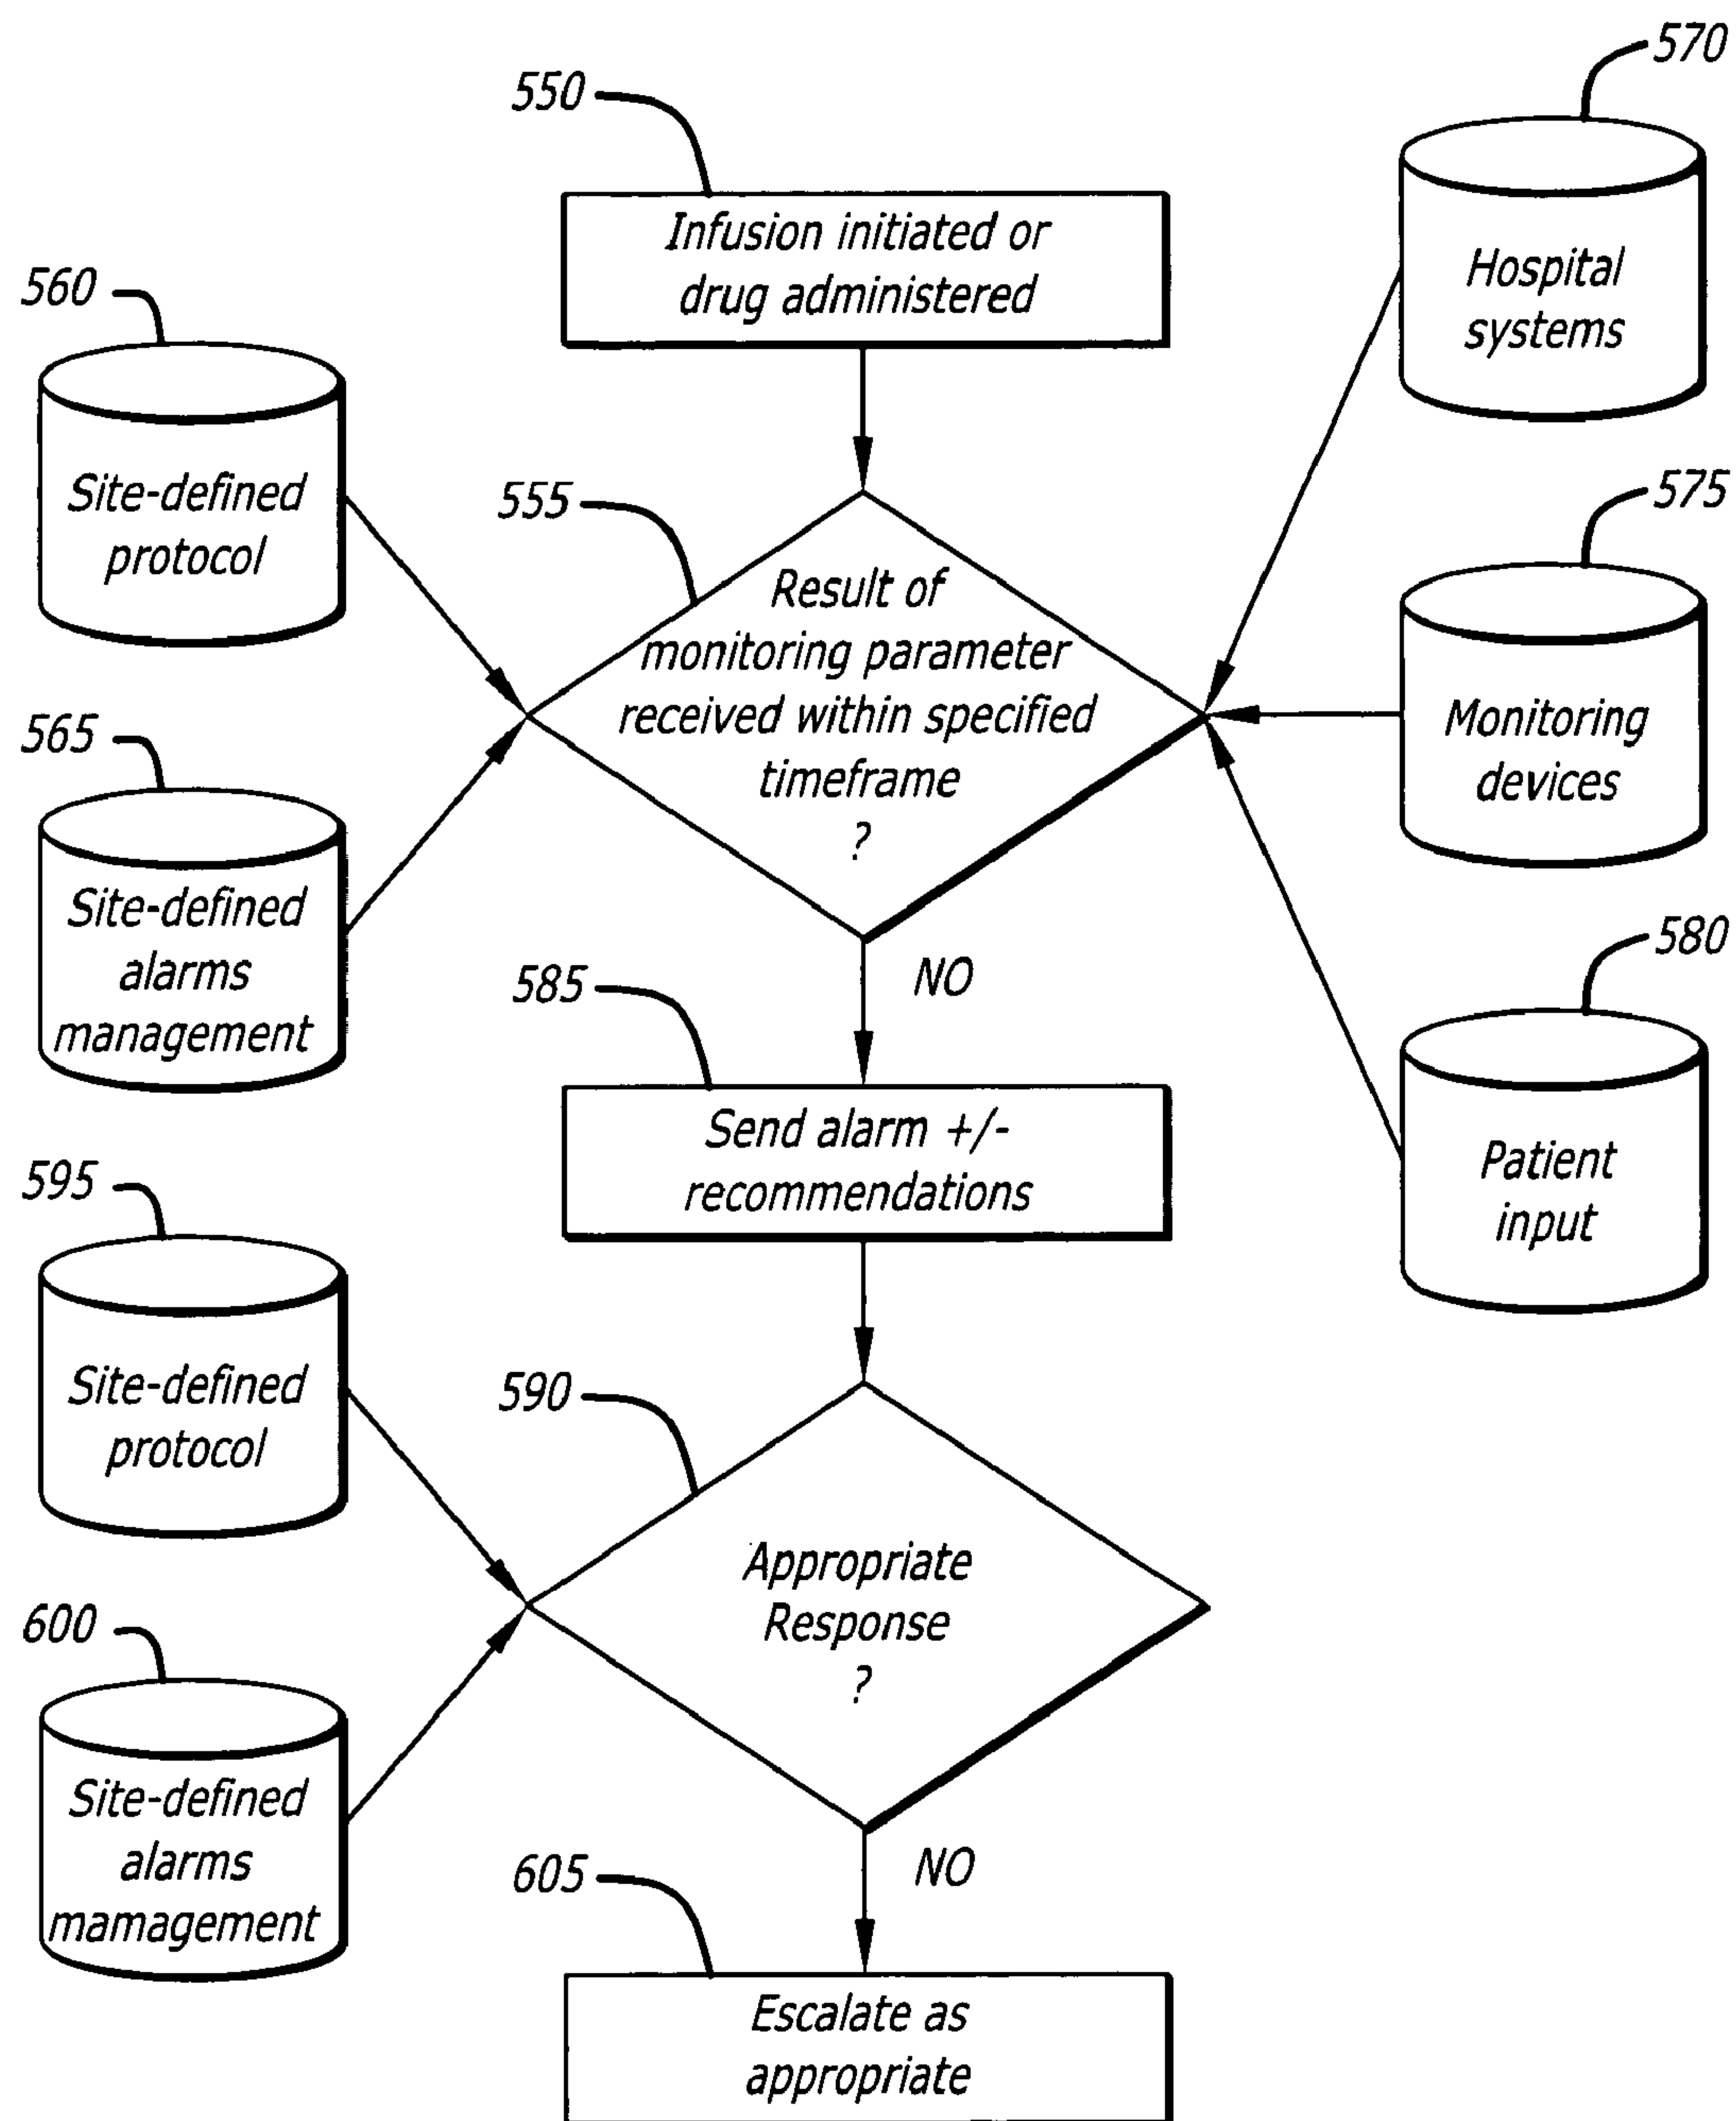 570
550
Infusion initiated or
drug administered
Hospital
systems
560
Site-defined
protocol
575
555
Result of
monitoring parameter
received within specified
timeframe
?
Monitoring
devices
565
Site-defined
alarms
management
580
585
NO
Send alarm +/-
recommendations
Patient
input
595
Site-defined
protocol
590
Appropriate
Response
?
600
Site-defined
alarms
mamagement
605
NO
Escalate as
appropriate